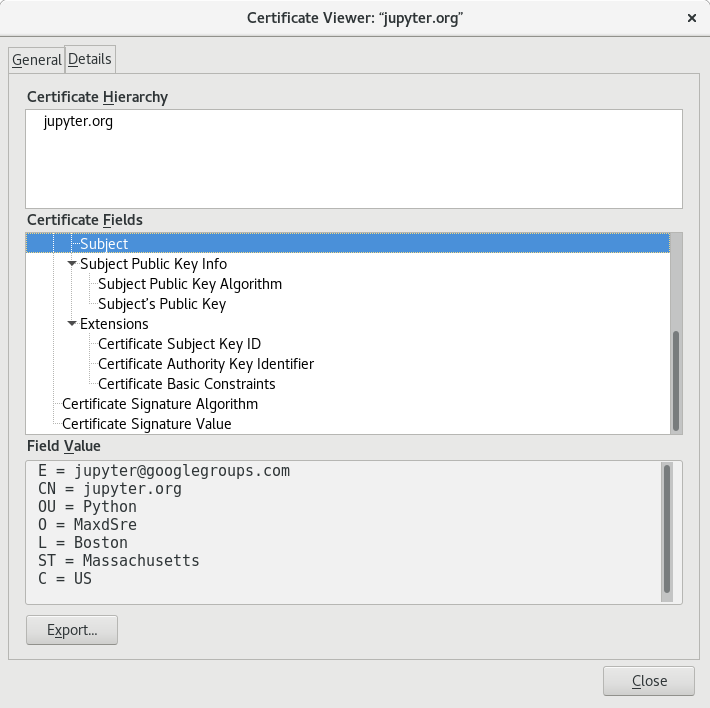 Certificate Viewer: “jupyter.org”
General
Details
Certificate Hierarchy
jupyter.org
Certificate Fields
Subject
Subject Public Key Info
Subject Public Key Algorithm
Subject’s Public Key
Extensions
Certificate Subject Key ID
Certificate Authority Key Identifier
Certificate Basic Constraints
Certificate Signature Algorithm
Certificate Signature Value
Field Value
E = jupyter@googlegroups.com
CN = jupyter.org
OU = Python
O = MaxdSre
L = Boston
ST = Massachusetts
C = US
Export...
Close